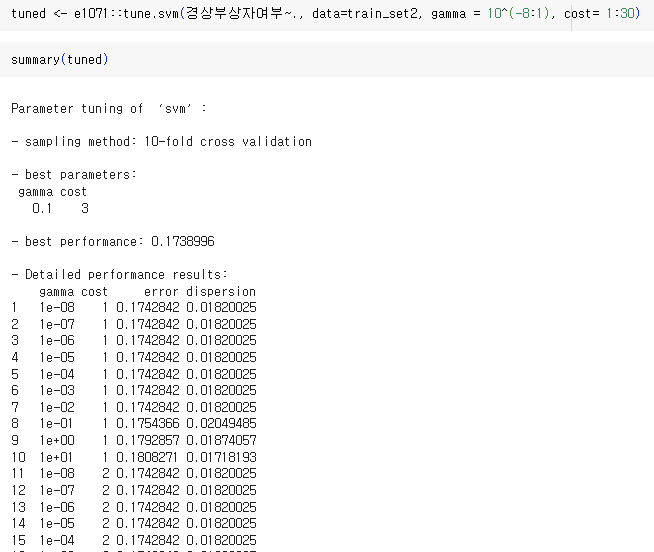 tuned <- e1071::tune.svm(경상부상자여부~., data=train_set2, gamma = 10^(-8:1), cost= 1:30)
summary(tuned)
Parameter tuning of ‘svm’:
- sampling method: 10-fold cross validation
- best parameters:
gamma cost
0.1 3
- best performance: 0.1738996
- Detailed performance results:
gamma cost error dispersion
1 1e-08 1 0.1742842 0.01820025
2 1e-07 1 0.1742842 0.01820025
3 1e-06 1 0.1742842 0.01820025
4 1e-05 1 0.1742842 0.01820025
5 1e-04 1 0.1742842 0.01820025
6 1e-03 1 0.1742842 0.01820025
7 1e-02 1 0.1742842 0.01820025
8 1e-01 1 0.1754366 0.02049485
9 1e+00 1 0.1792857 0.01874057
10 1e+01 1 0.1808271 0.01718193
11 1e-08 2 0.1742842 0.01820025
12 1e-07 2 0.1742842 0.01820025
13 1e-06 2 0.1742842 0.01820025
14 1e-05 2 0.1742842 0.01820025
15 1e-04 2 0.1742842 0.01820025